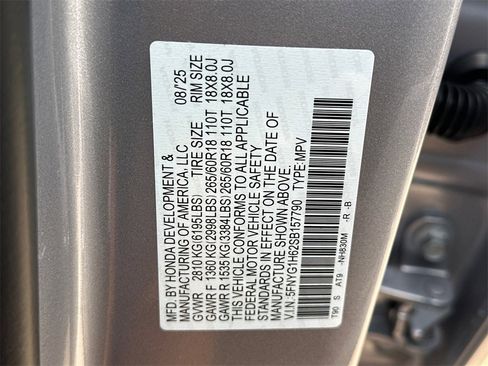 MFD. BY HONDA DEVELOPMENT & 08/25
MANUFACTURING OF AMERICA, LLC
TIRE SIZE RIM SIZE
GVWR 2810 KG(6195LBS)
GAWR F 1360 KG(2998LBS) 265/60R18 110T 18X8.0J
GAWR R 1535 KG(3384LBS) 265/60R18 110T 18X8.0J
THIS VEHICLE CONFORMS TO ALL APPLICABLE
FEDERAL MOTOR VEHICLE SAFETY
STANDARDS IN EFFECT ON THE DATE OF
MANUFACTURE SHOWN ABOVE.
V.I.N.:5FNYG1H62SB157790 TYPE:MPV
T90 S AT9 -NH830M -R -B